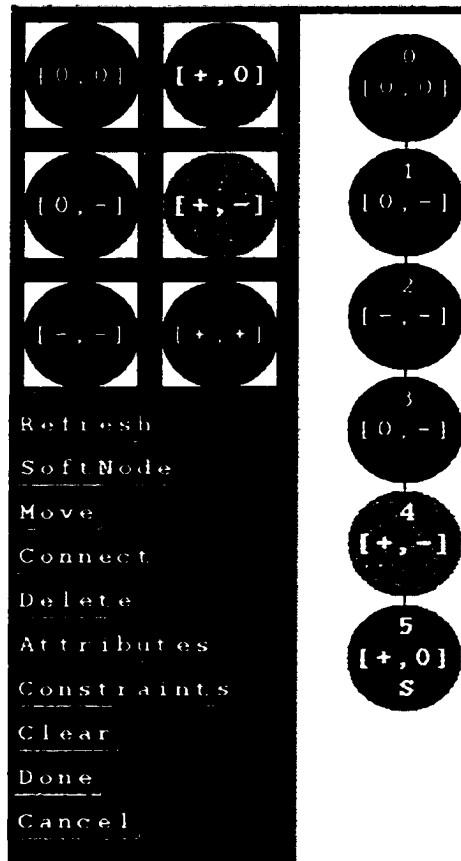 [0,0] [+,0]
[0,-] [+,-]
[-,-] [+,+]
Refresh
SoftNode
Move
Connect
Delete
Attributes
Constraints
Clear
Done
Cancel
0
[0,0]
1
[0,-]
2
[-,-]
3
[0,-]
4
[+,-]
5
[+,0]
S